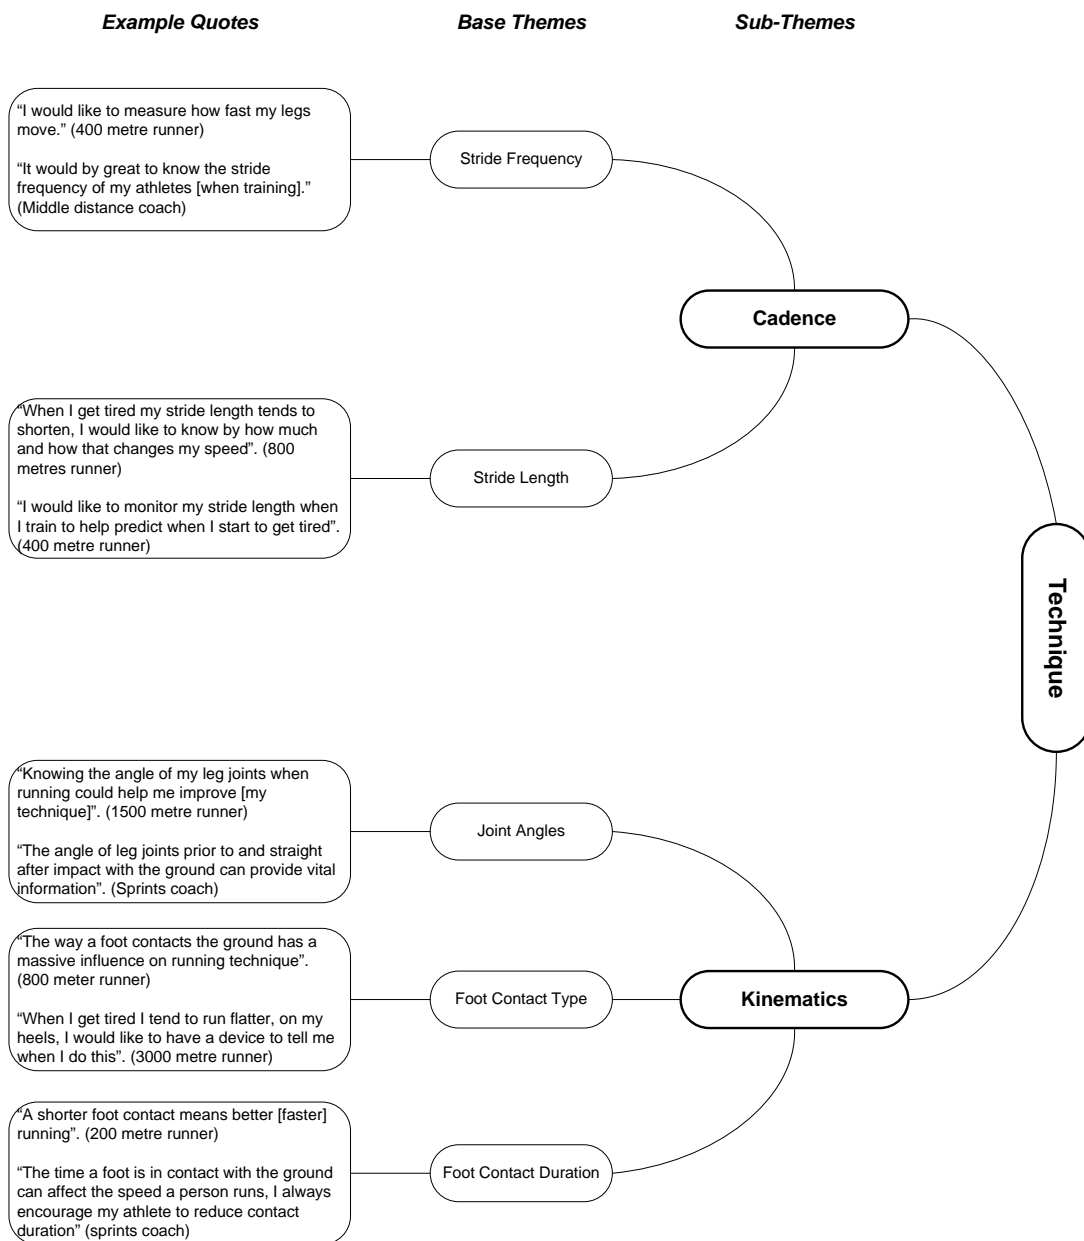 Example Quotes
Base Themes
Sub-Themes
“I would like to measure how fast my legs
move.” (400 metre runner)
“It would by great to know the stride
frequency of my athletes [when training].”
(Middle distance coach)
Stride Frequency
Cadence
“When I get tired my stride length tends to
shorten, I would like to know by how much
and how that changes my speed”. (800
metres runner)
“I would like to monitor my stride length when
I train to help predict when I start to get tired”.
(400 metre runner)
Stride Length
Technique
“Knowing the angle of my leg joints when
running could help me improve [my
technique]”. (1500 metre runner)
“The angle of leg joints prior to and straight
after impact with the ground can provide vital
information”. (Sprints coach)
Joint Angles
“The way a foot contacts the ground has a
massive influence on running technique”.
(800 meter runner)
“When I get tired I tend to run flatter, on my
heels, I would like to have a device to tell me
when I do this”. (3000 metre runner)
Foot Contact Type
Kinematics
“A shorter foot contact means better [faster]
running”. (200 metre runner)
“The time a foot is in contact with the ground
can affect the speed a person runs, I always
encourage my athlete to reduce contact
duration” (sprints coach)
Foot Contact Duration